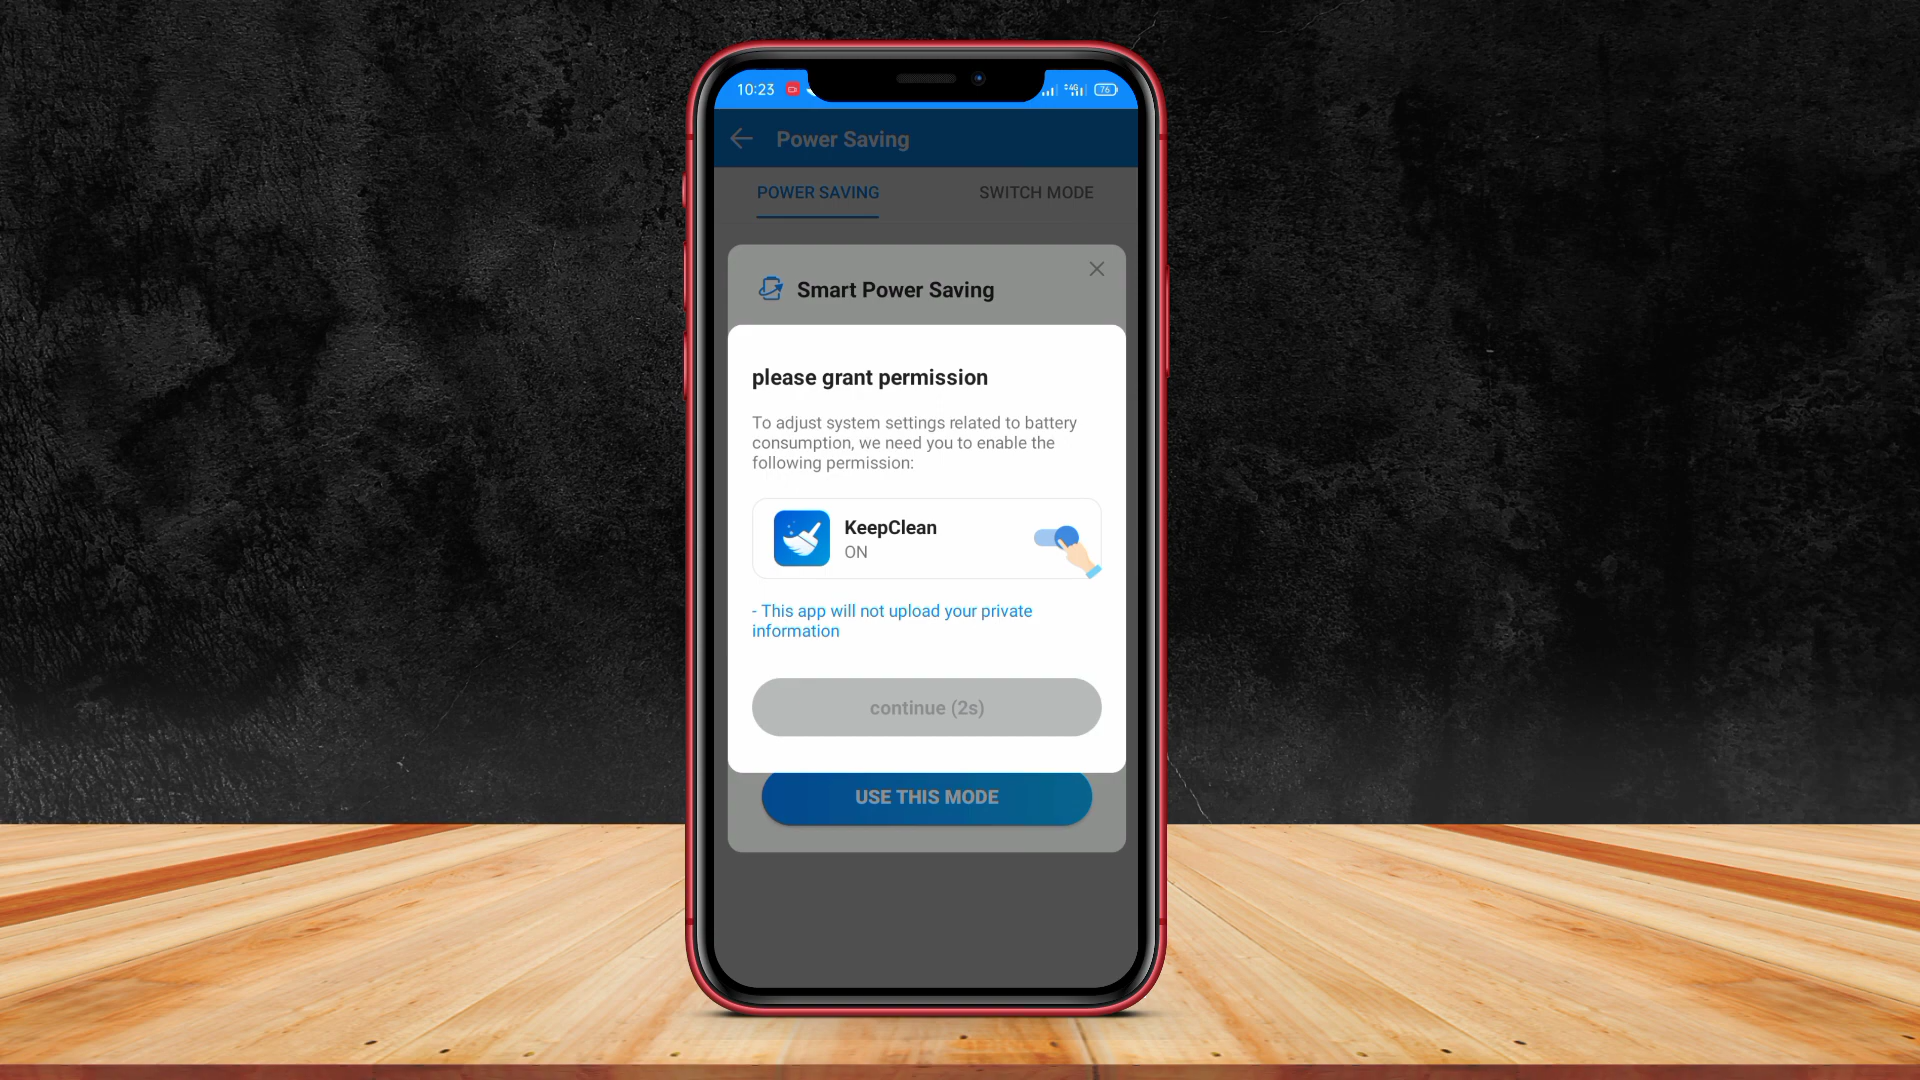 10:23
4G
76
Power Saving
POWER SAVING
SWITCH MODE
Smart Power Saving
please grant permission
To adjust system settings related to battery
consumption, we need you to enable the
following permission:
KeepClean
ON
- This app will not upload your private
information
continue (2s)
USE THIS MODE